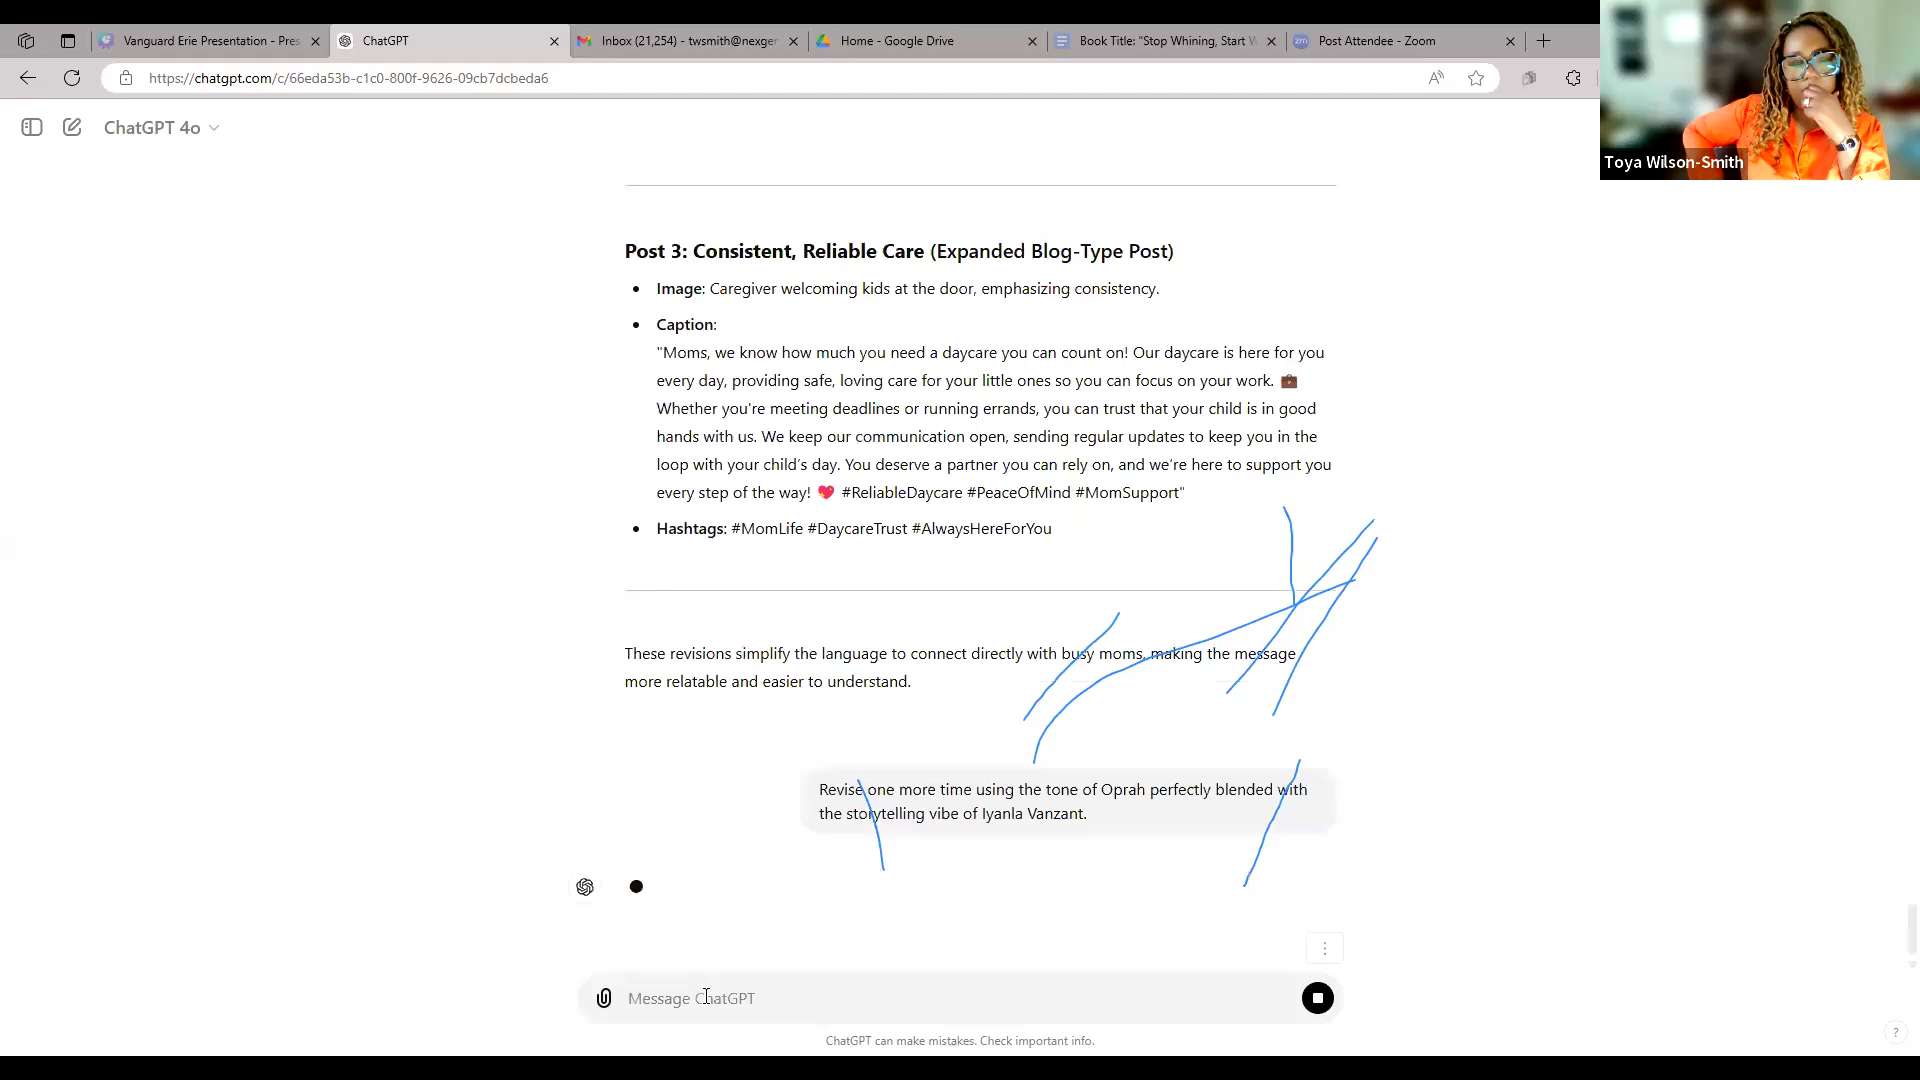 Vanguard Erie Presentation - Pres
ChatGPT
Inbox (21,254) - twsmith@nexger
Home - Google Drive
Book Title: "Stop Whining, Start W
zm
Post Attendee - Zoom
https://chatgpt.com/c/66eda53b-c1c0-800f-9626-09cb7dcbeda6
Toya Wilson-Smith
ChatGPT 4o
Post 3: Consistent, Reliable Care (Expanded Blog-Type Post)
• Image: Caregiver welcoming kids at the door, emphasizing consistency.
• Caption:
"Moms, we know how much you need a daycare you can count on! Our daycare is here for you
every day, providing safe, loving care for your little ones so you can focus on your work. 💼
Whether you're meeting deadlines or running errands, you can trust that your child is in good
hands with us. We keep our communication open, sending regular updates to keep you in the
loop with your child's day. You deserve a partner you can rely on, and we're here to support you
every step of the way! 💖 #ReliableDaycare #PeaceOfMind #MomSupport"
• Hashtags: #MomLife #DaycareTrust #AlwaysHereForYou
These revisions simplify the language to connect directly with busy moms, making the message
more relatable and easier to understand.
Revise one more time using the tone of Oprah perfectly blended with
the storytelling vibe of Iyanla Vanzant.
Message ChatGPT
ChatGPT can make mistakes. Check important info.
?